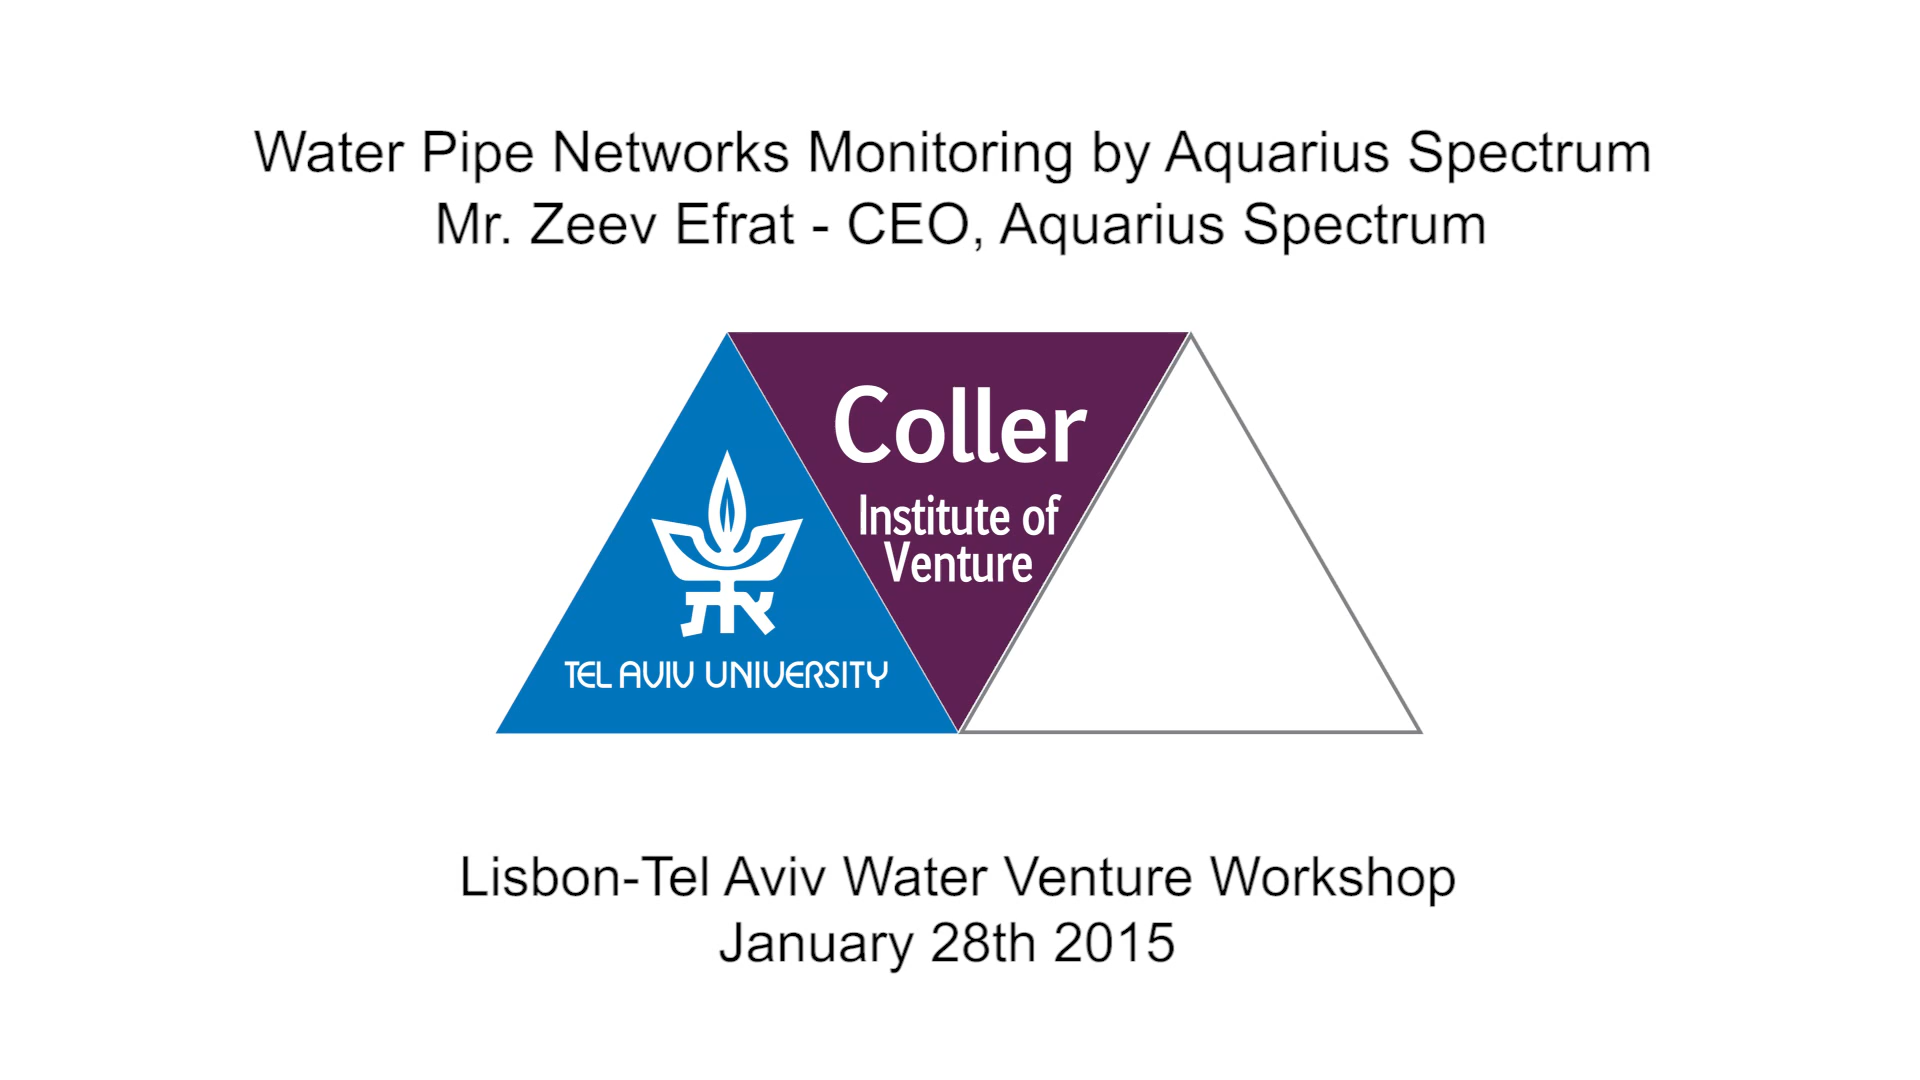 Water Pipe Networks Monitoring by Aquarius Spectrum
Mr. Zeev Efrat - CEO, Aquarius Spectrum
Coller
Institute of
Venture
את
TEL AVIV UNIVERSITY
Lisbon-Tel Aviv Water Venture Workshop
January 28th 2015